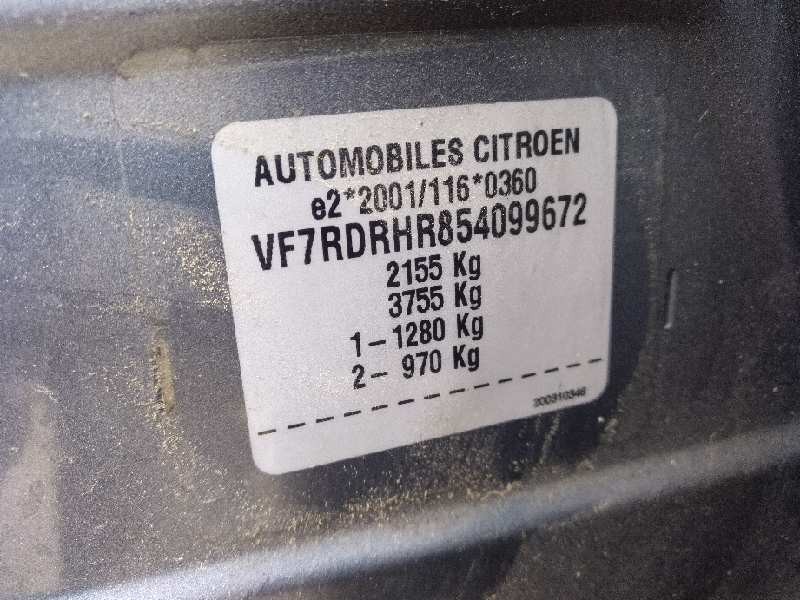 AUTOMOBILES CITROEN
e2*2001/116*0360
VF7RDRHR854099672
2155 Kg
3755 Kg
1- 1280 Kg
2- 970 Kg